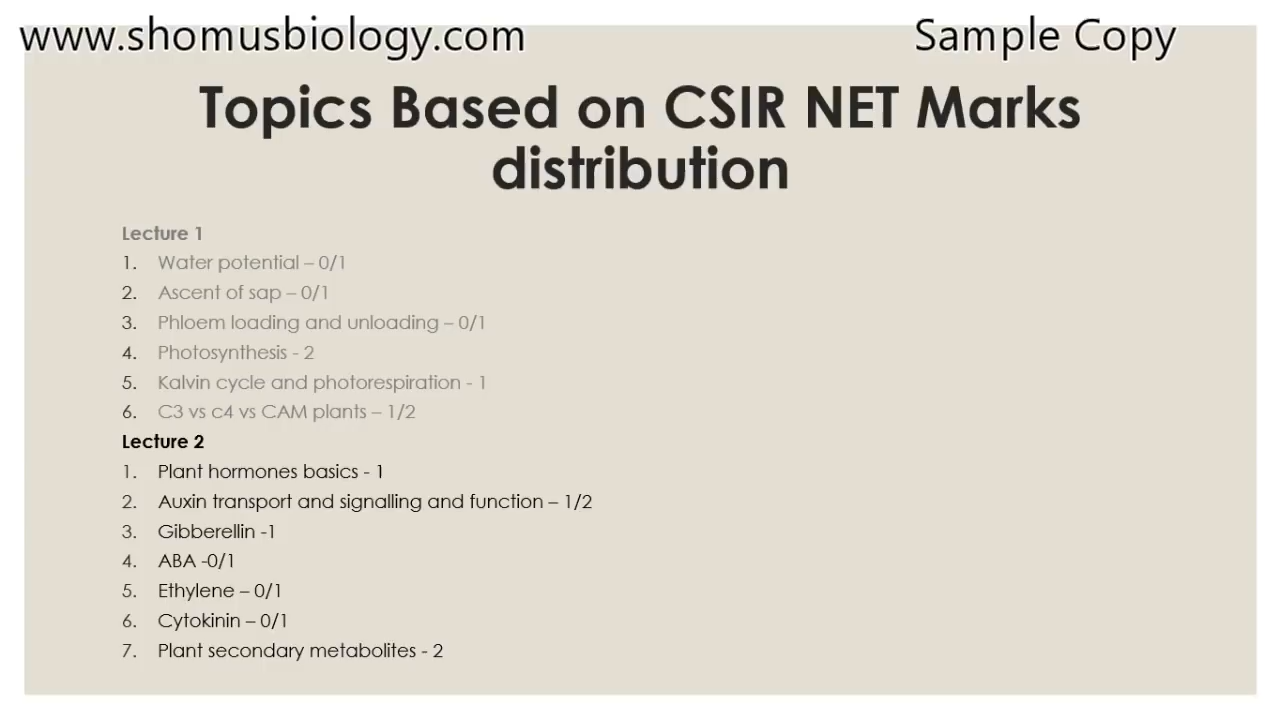 www.shomusbiology.com
Sample Copy
Topics Based on CSIR NET Marks
distribution
Lecture 1
1. Water potential – 0/1
2. Ascent of sap – 0/1
3. Phloem loading and unloading – 0/1
4. Photosynthesis - 2
5. Kalvin cycle and photorespiration - 1
6. C3 vs c4 vs CAM plants – 1/2
Lecture 2
1. Plant hormones basics - 1
2. Auxin transport and signalling and function – 1/2
3. Gibberellin -1
4. ABA -0/1
5. Ethylene – 0/1
6. Cytokinin – 0/1
7. Plant secondary metabolites - 2